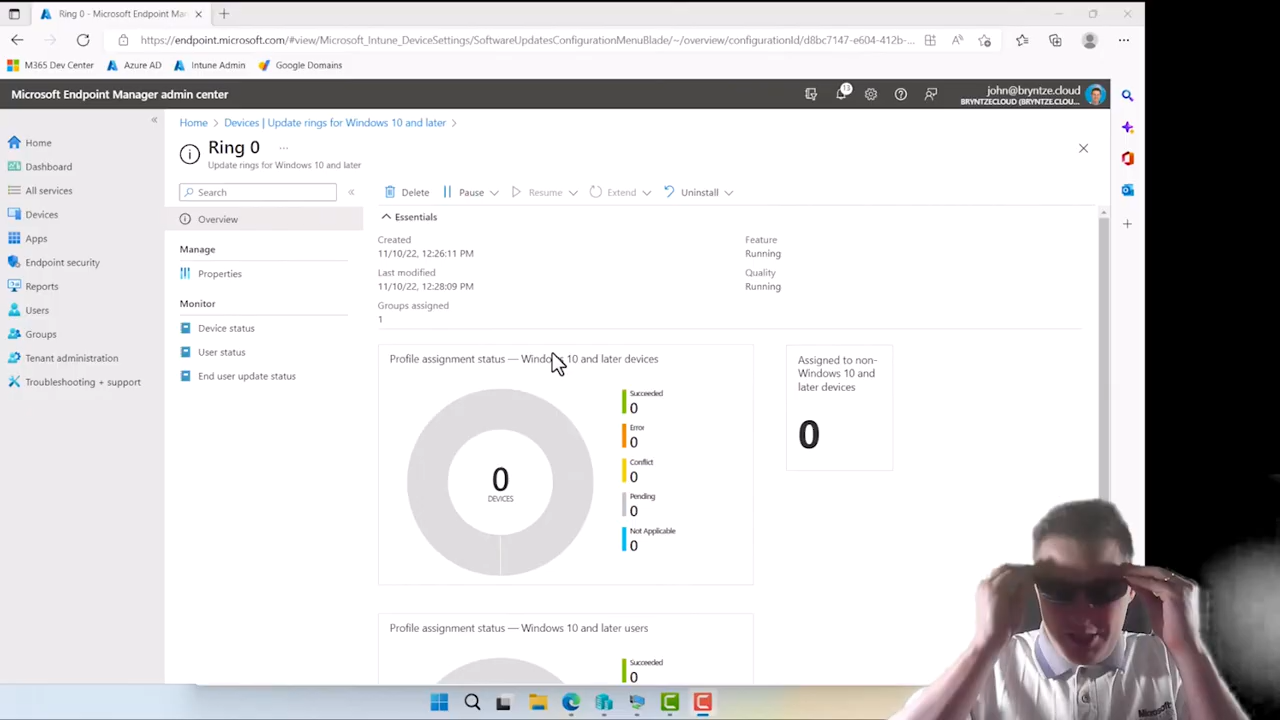 Ring 0 - Microsoft Endpoint Mar
https://endpoint.microsoft.com/#view/Microsoft_Intune_DeviceSettings/SoftwareUpdatesConfigurationMenuBlade/~/overview/configurationId/d8bc7147-e604-412b-...
M365 Dev Center
Azure AD
Intune Admin
Google Domains
Microsoft Endpoint Manager admin center
john@bryntze.cloud
BRYNTZECLOUD (BRYNTZE.CLOU...
Home > Devices | Update rings for Windows 10 and later >
Ring 0 ...
Update rings for Windows 10 and later
Home
Dashboard
All services
Devices
Apps
Endpoint security
Reports
Users
Groups
Tenant administration
Troubleshooting + support
Search
Overview
Manage
Properties
Monitor
Device status
User status
End user update status
Delete
Pause
Resume
Extend
Uninstall
Essentials
Created
11/10/22, 12:26:11 PM
Last modified
11/10/22, 12:28:09 PM
Groups assigned
1
Feature
Running
Quality
Running
Profile assignment status — Windows 10 and later devices
0
DEVICES
Succeeded
0
Error
0
Conflict
0
Pending
0
Not Applicable
0
Assigned to non-
Windows 10 and
later devices
0
Profile assignment status — Windows 10 and later users
Succeeded
0
Microsoft